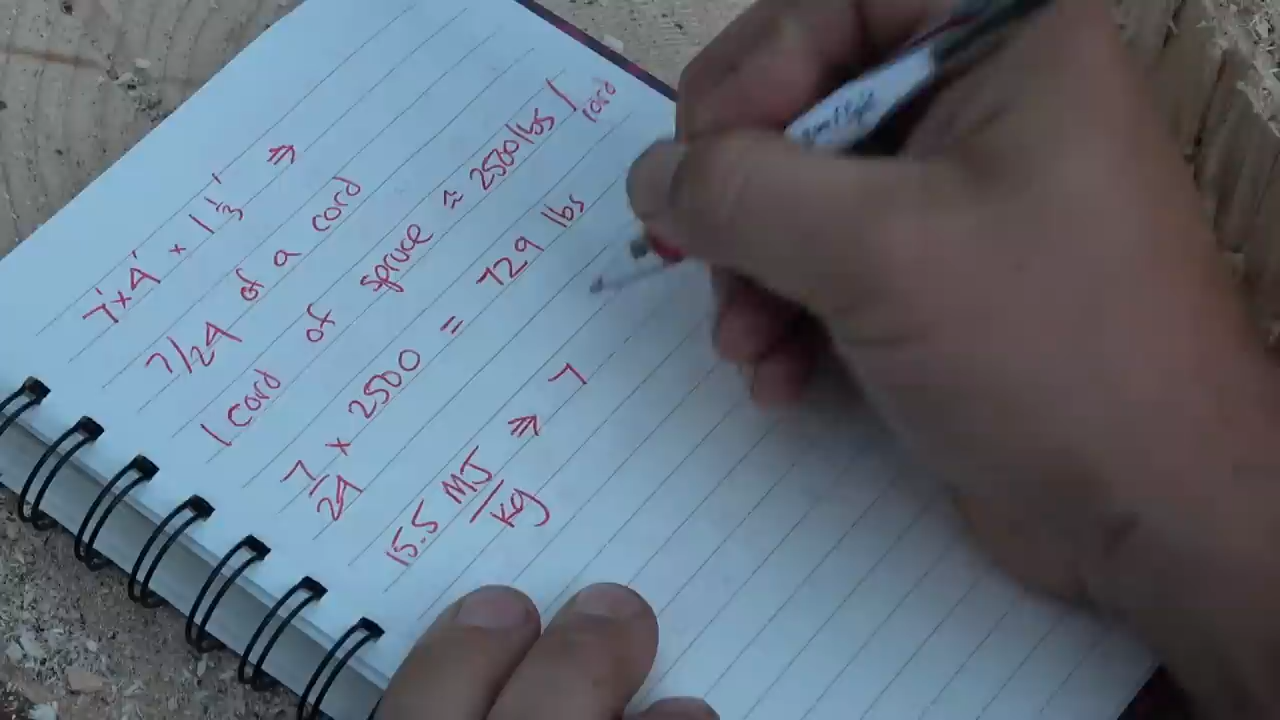 7' x 4' x 1 1/3' ⇒
7/24 of a cord
1 cord of spruce ≈ 2500 lbs / cord
7/24 x 2500 = 729 lbs
15.5 MJ/kg ⇒ 7